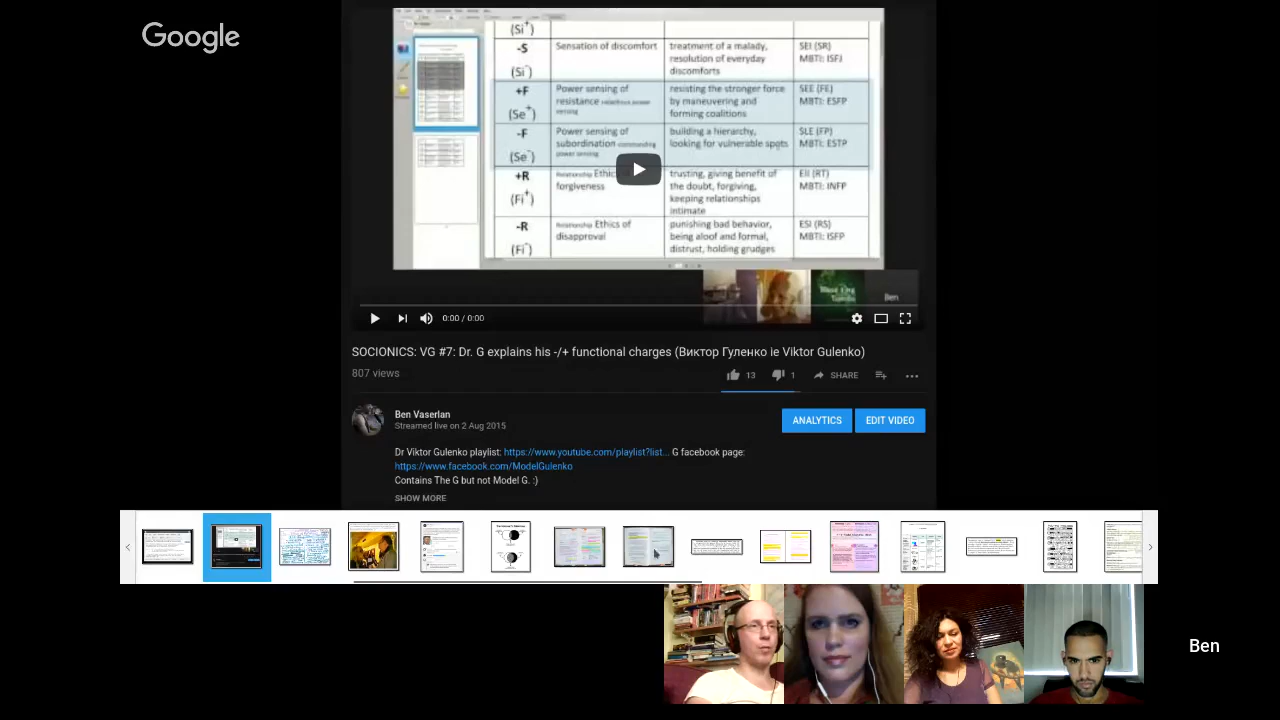 Google
(Si⁺)
-S Sensation of discomfort treatment of a malady, SEI (SR)
resolution of everyday MBTI: ISFJ
(Si⁻) discomforts
+F Power sensing of resisting the stronger force SEE (FE)
resistance by maneuvering and MBTI: ESFP
(Se⁺) sensing forming coalitions
-F Power sensing of building a hierarchy, SLE (FP)
subordination commanding looking for vulnerable spots MBTI: ESTP
(Se⁻) power sensing
+R Relationship trusting, giving benefit of EII (RT)
forgiveness the doubt, forgiving, MBTI: INFP
(Fi⁺) keeping relationships
intimate
-R Relationship Ethics of punishing bad behavior, ESI (RS)
disapproval being aloof and formal, MBTI: ISFP
(Fi⁻) distrust, holding grudges
Ben
0:00 / 0:00
SOCIONICS: VG #7: Dr. G explains his -/+ functional charges (Виктор Гуленко ie Viktor Gulenko)
807 views
13 1 SHARE
Ben Vaserlan
Streamed live on 2 Aug 2015
ANALYTICS EDIT VIDEO
Dr Viktor Gulenko playlist: https://www.youtube.com/playlist?list... G facebook page:
https://www.facebook.com/ModelGulenko
Contains The G but not Model G. :)
SHOW MORE
Ben